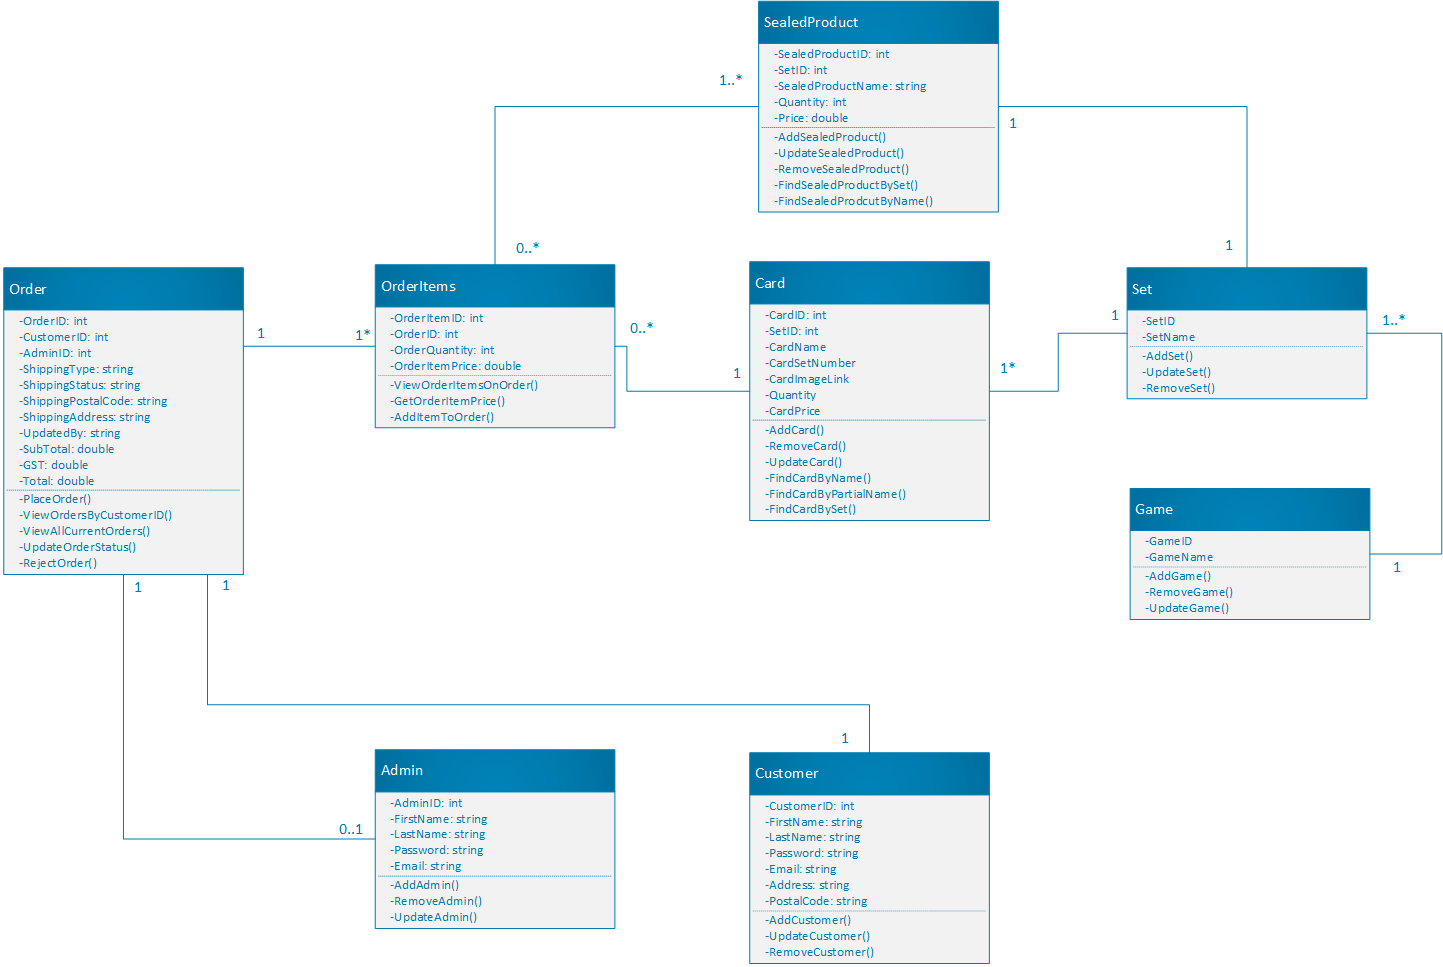 SealedProduct
-SealedProductID: int
-SetID: int
-SealedProductName: string
-Quantity: int
-Price: double
-AddSealedProduct()
-UpdateSealedProduct()
-RemoveSealedProduct()
-FindSealedProductBySet()
-FindSealedProdcutByName()
1..*
1
0..*
1
Order
-OrderID: int
-CustomerID: int
-AdminID: int
-ShippingType: string
-ShippingStatus: string
-ShippingPostalCode: string
-ShippingAddress: string
-UpdatedBy: string
-SubTotal: double
-GST: double
-Total: double
-PlaceOrder()
-ViewOrdersByCustomerID()
-ViewAllCurrentOrders()
-UpdateOrderStatus()
-RejectOrder()
1
1*
OrderItems
-OrderItemID: int
-OrderID: int
-OrderQuantity: int
-OrderItemPrice: double
-ViewOrderItemsOnOrder()
-GetOrderItemPrice()
-AddItemToOrder()
0..*
1
Card
-CardID: int
-SetID: int
-CardName
-CardSetNumber
-CardImageLink
-Quantity
-CardPrice
-AddCard()
-RemoveCard()
-UpdateCard()
-FindCardByName()
-FindCardByPartialName()
-FindCardBySet()
1*
1
Set
-SetID
-SetName
-AddSet()
-UpdateSet()
-RemoveSet()
1..*
Game
-GameID
-GameName
-AddGame()
-RemoveGame()
-UpdateGame()
1
1
1
0..1
1
Admin
-AdminID: int
-FirstName: string
-LastName: string
-Password: string
-Email: string
-AddAdmin()
-RemoveAdmin()
-UpdateAdmin()
Customer
-CustomerID: int
-FirstName: string
-LastName: string
-Password: string
-Email: string
-Address: string
-PostalCode: string
-AddCustomer()
-UpdateCustomer()
-RemoveCustomer()